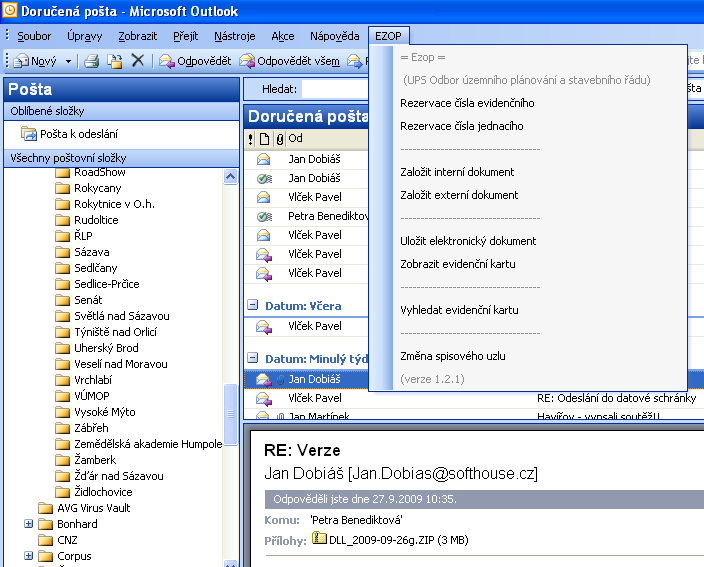 Doručená pošta - Microsoft Outlook
Soubor Úpravy Zobrazit Přejít Nástroje Akce Nápověda EZOP
Nový Odpovědět Odpovědět všem
Pošta
Oblíbené složky
Pošta k odeslání
Všechny poštovní složky
RoadShow
Rokycany
Rokytnice v O.h.
Rudoltice
ŘLP
Sázava
Sedlčany
Sedlice-Prčice
Senát
Světlá nad Sázavou
Týniště nad Orlicí
Uherský Brod
Veselí nad Moravou
Vrchlabí
VÚMOP
Vysoké Mýto
Zábřeh
Zemědělská akademie Humpole
Žamberk
Žďár nad Sázavou
Židlochovice
AVG Virus Vault
Bonhard
CNZ
Corpus
Hledat:
Doručená pošta
Od
Jan Dobiáš
Jan Dobiáš
Vlček Pavel
Petra Benediktov
Vlček Pavel
Vlček Pavel
Vlček Pavel
Datum: Včera
Vlček Pavel
Datum: Minulý týd
Jan Dobiáš
Vlček Pavel RE: Odeslání do datové schránky
Jan Martínek Havířov - vypsali soutěž!!
= Ezop =
(UPS Odbor územního plánování a stavebního řádu)
Rezervace čísla evidenčního
Rezervace čísla jednacího
-----------------------------------
Založit interní dokument
Založit externí dokument
-----------------------------------
Uložit elektronický dokument
Zobrazit evidenční kartu
-----------------------------------
Vyhledat evidenční kartu
-----------------------------------
Změna spisového uzlu
(verze 1.2.1)
RE: Verze
Jan Dobiáš [Jan.Dobias@softhouse.cz]
Odpověděli jste dne 27.9.2009 10:35.
Komu: 'Petra Benediktová'
Přílohy: DLL_2009-09-26g.ZIP (3 MB)